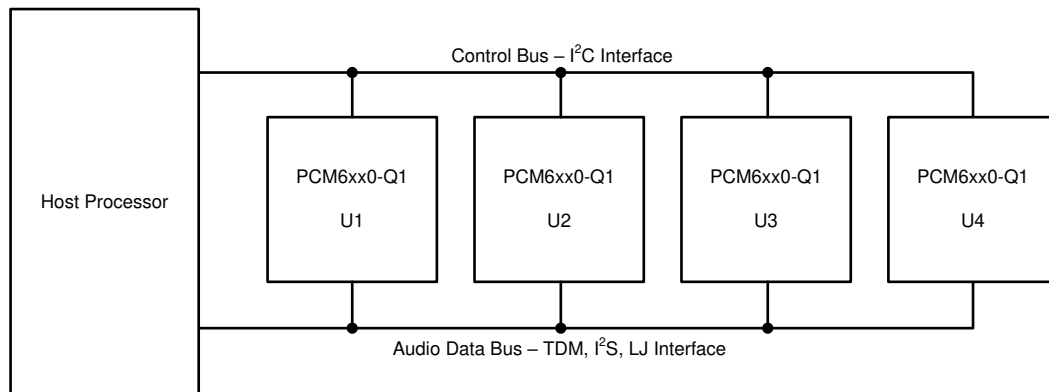 Control Bus – I²C Interface
Host Processor
PCM6xx0-Q1
U1
PCM6xx0-Q1
U2
PCM6xx0-Q1
U3
PCM6xx0-Q1
U4
Audio Data Bus – TDM, I²S, LJ Interface